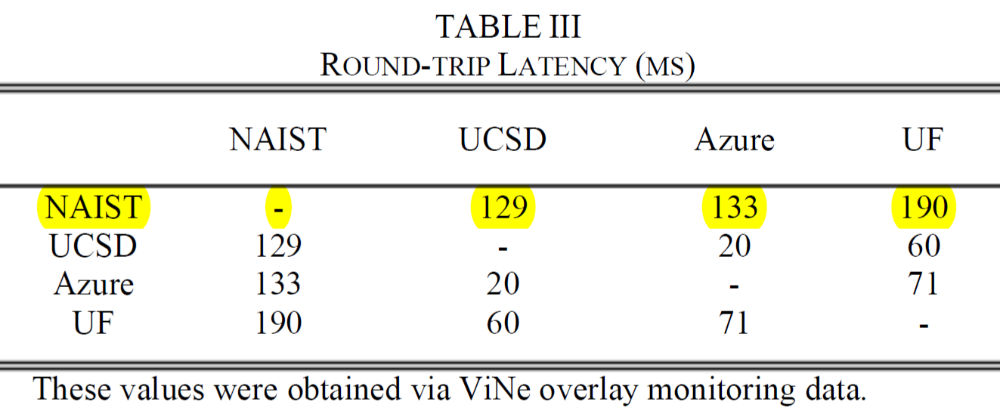 TABLE III
ROUND-TRIP LATENCY (MS)
NAIST UCSD Azure UF
NAIST - 129 133 190
UCSD 129 - 20 60
Azure 133 20 - 71
UF 190 60 71 -
These values were obtained via ViNe overlay monitoring data.